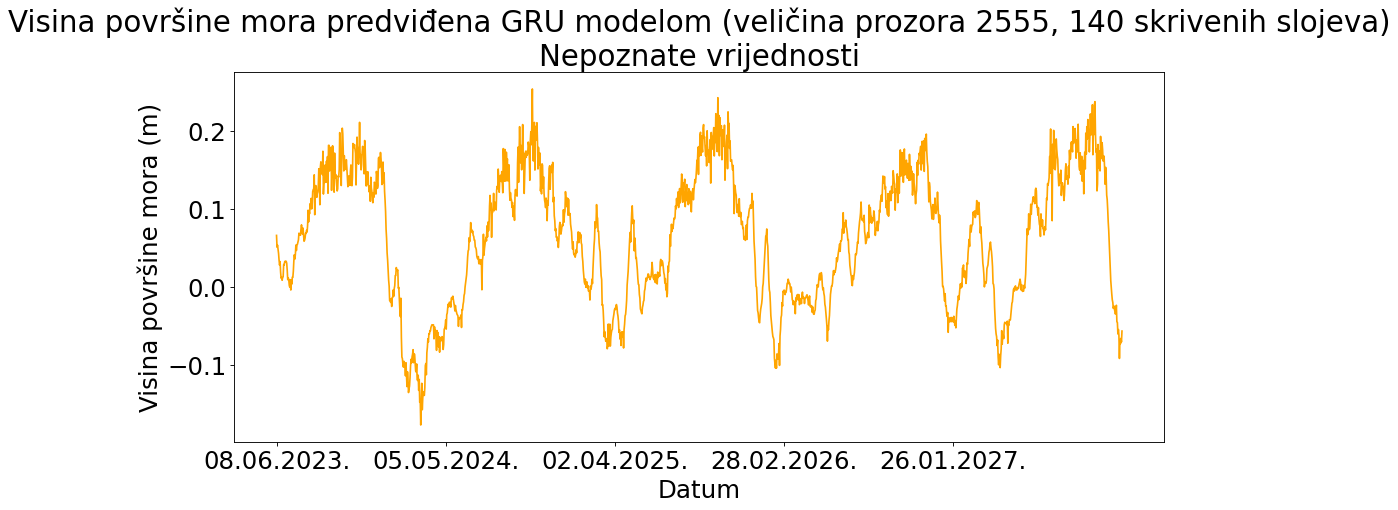 Visina površine mora predviđena GRU modelom (veličina prozora 2555, 140 skrivenih slojeva)
Nepoznate vrijednosti
Visina površine mora (m)
0.2
0.1
0.0
−0.1
08.06.2023. 05.05.2024. 02.04.2025. 28.02.2026. 26.01.2027.
Datum